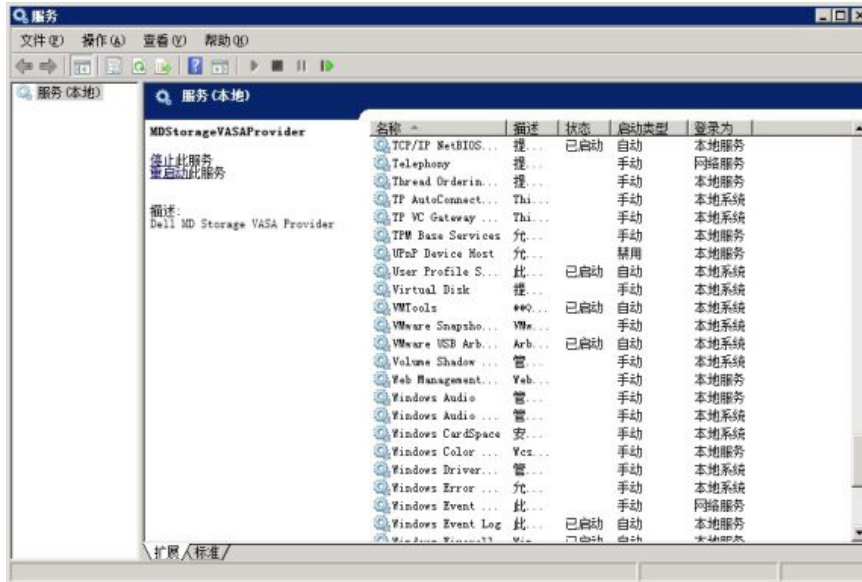 服务
文件(F) 操作(A) 查看(V) 帮助(H)
服务(本地)
服务(本地)
MDStorageVASAProvider
停止此服务
重启动此服务
描述:
Dell MD Storage VASA Provider
名称 描述 状态 启动类型 登录为
TCP/IP NetBIOS... 提... 已启动 自动 本地服务
Telephony 提... 手动 网络服务
Thread Orderin... 提... 手动 本地服务
TP AutoConnect... Thi... 手动 本地系统
TP VC Gateway ... Thi... 手动 本地系统
TPM Base Services 允... 手动 本地服务
UPnP Device Host 允... 禁用 本地服务
User Profile S... 此... 已启动 自动 本地系统
Virtual Disk 提... 手动 本地系统
VMTools 已启动 自动 本地系统
VMware Snapsho... VMw... 手动 本地系统
VMware USB Arb... Arb... 已启动 自动 本地系统
Volume Shadow ... 管... 手动 本地系统
Web Management... Web... 手动 本地服务
Windows Audio 管... 手动 本地服务
Windows Audio ... 管... 手动 本地系统
Windows CardSpace 安... 手动 本地系统
Windows Color ... Wcs... 手动 本地服务
Windows Driver... 管... 手动 本地系统
Windows Error ... 允... 手动 本地系统
Windows Event ... 此... 手动 网络服务
Windows Event Log 此... 已启动 自动 本地服务
Windows Firewall Win... 已启动 自动 本地服务
扩展 标准